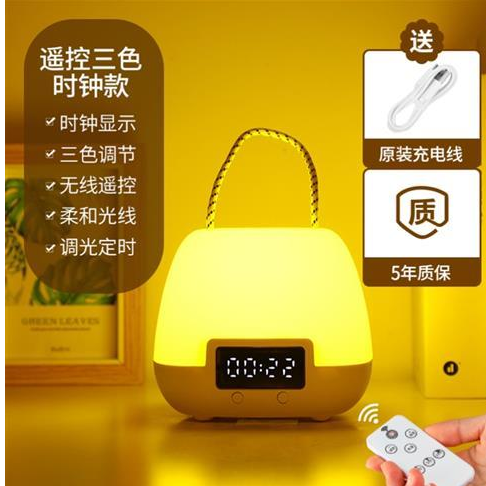 遥控三色
时钟款
时钟显示
三色调节
无线遥控
柔和光线
调光定时
送
原装充电线
质
5年质保
GREEN LEAVES
00:22